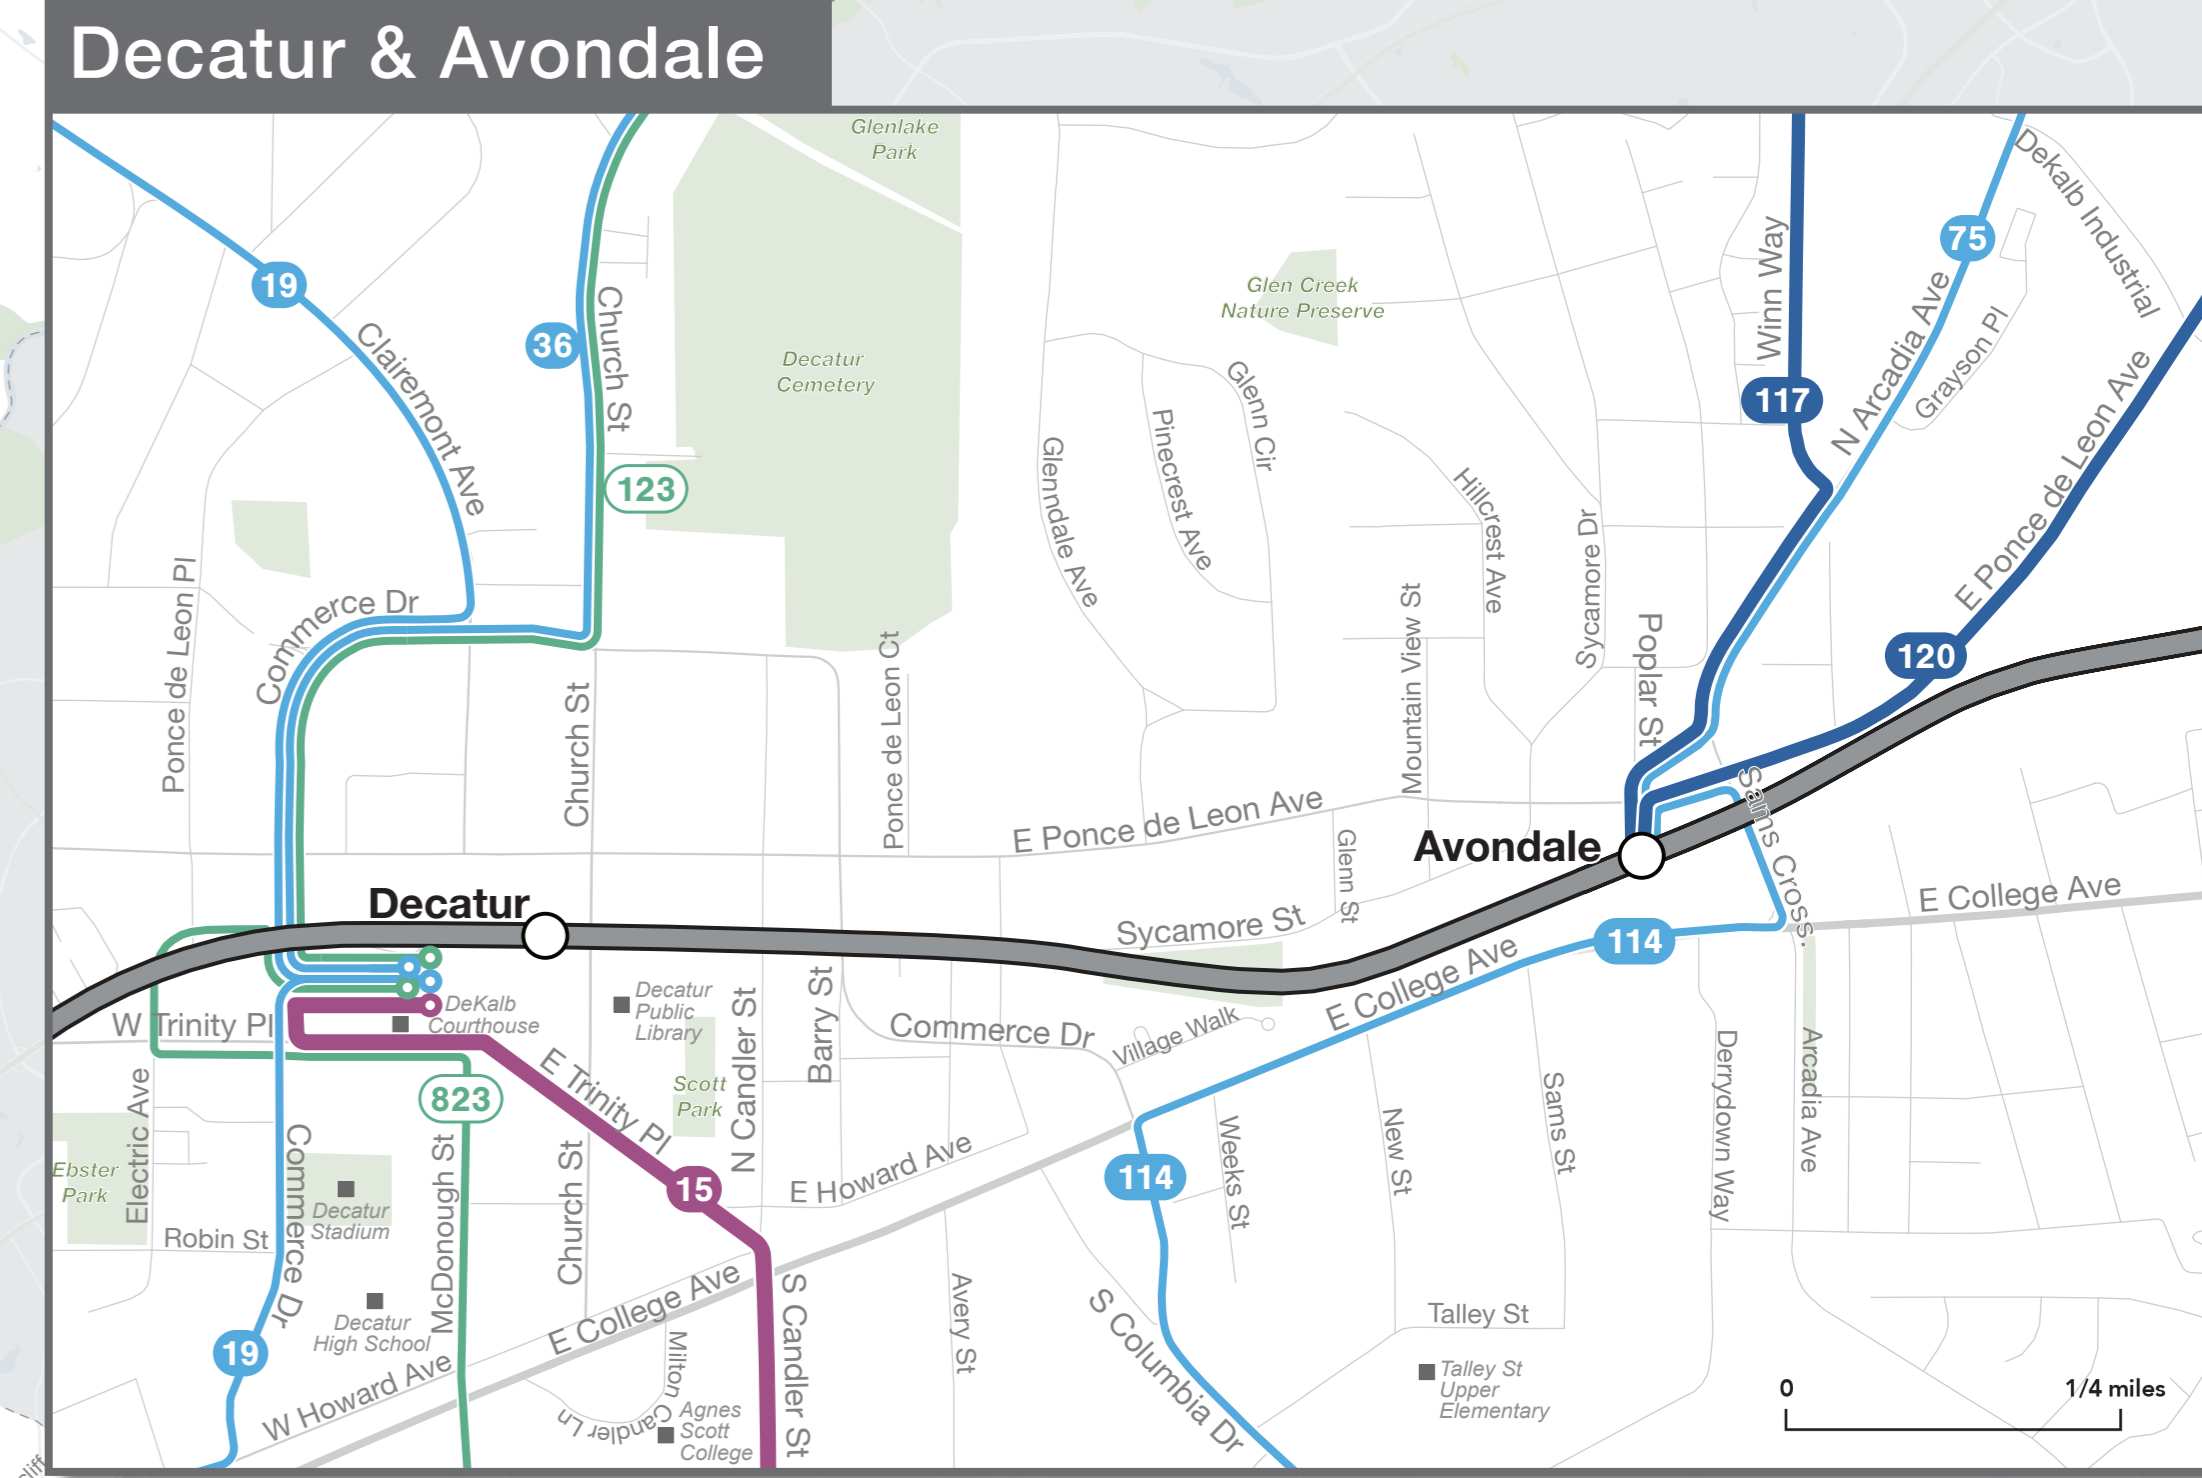 Decatur & Avondale
Glenlake
Park
Dekalb Industrial
Winn Way
75
19
36
Church St
Clairemont Ave
Glen Creek
Nature Preserve
Decatur
Cemetery
Glenn Cir
Pinecrest Ave
Glenndale Ave
117
N Arcadia Ave
Grayson Pl
E Ponce de Leon Ave
123
Hillcrest Ave
Sycamore Dr
Mountain View St
Poplar St
120
Ponce de Leon Pl
Commerce Dr
Church St
Ponce de Leon Ct
E Ponce de Leon Ave
Glenn St
Avondale
Sams Cross.
E College Ave
Decatur
Sycamore St
114
E College Ave
W Trinity Pl
DeKalb
Courthouse
Decatur
Public
Library
N Candler St
Barry St
Commerce Dr
Village Walk
E Trinity Pl
Scott
Park
823
Electric Ave
Ebster
Park
Commerce Dr
Decatur
Stadium
McDonough St
Church St
15
E Howard Ave
114
Weeks St
New St
Sams St
Derrydown Way
Arcadia Ave
Robin St
Decatur
High School
19
W Howard Ave
E College Ave
Milton
Candler Ln
Agnes
Scott
College
S Candler St
Avery St
S Columbia Dr
Talley St
Talley St
Upper
Elementary
0
1/4 miles
cliff